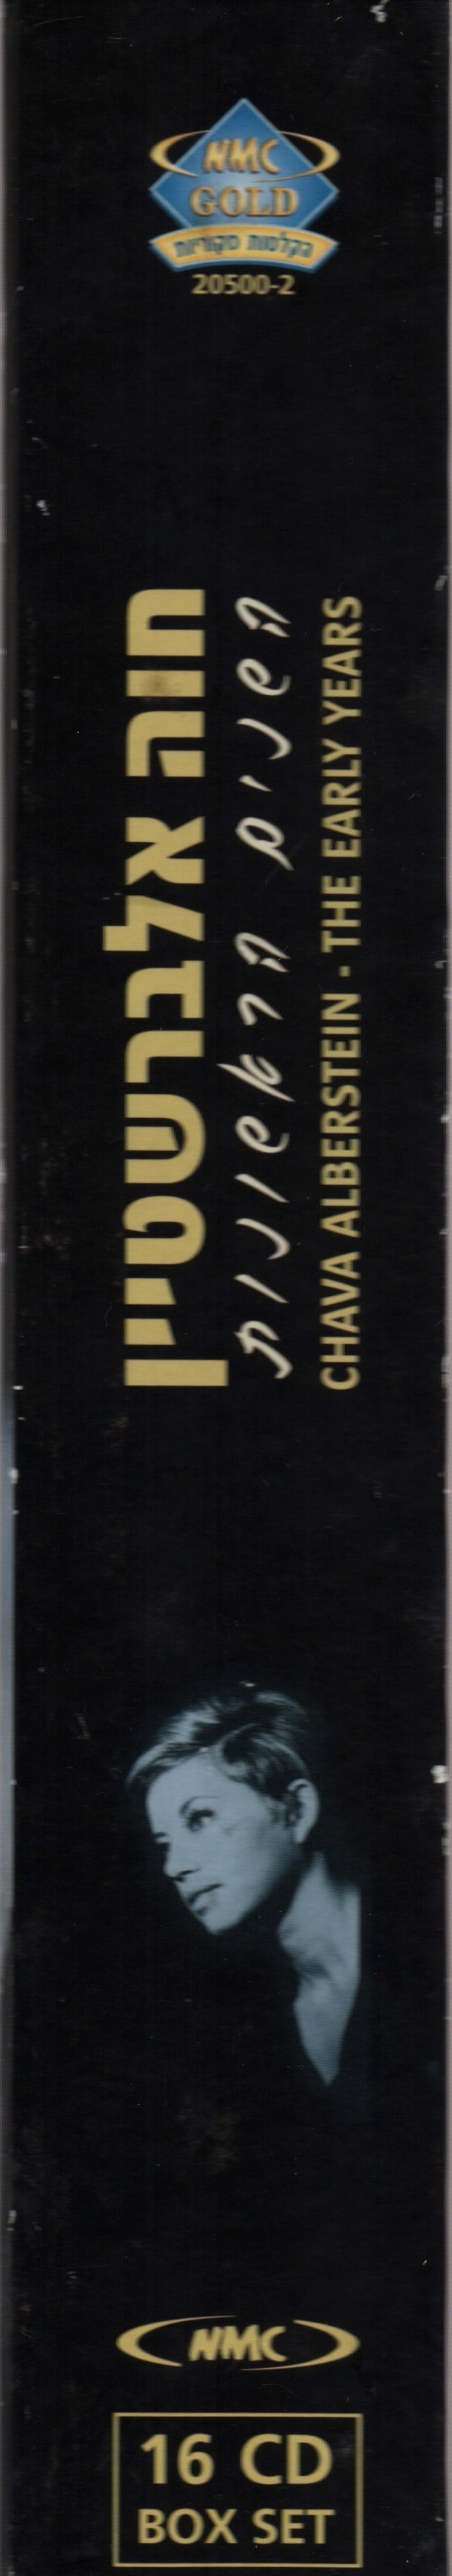 NMC
GOLD
הקלטות מקוריות
20500-2
חוה אלברשטיין
השנים הראשונות
CHAVA ALBERSTEIN - THE EARLY YEARS
NMC
16 CD
BOX SET